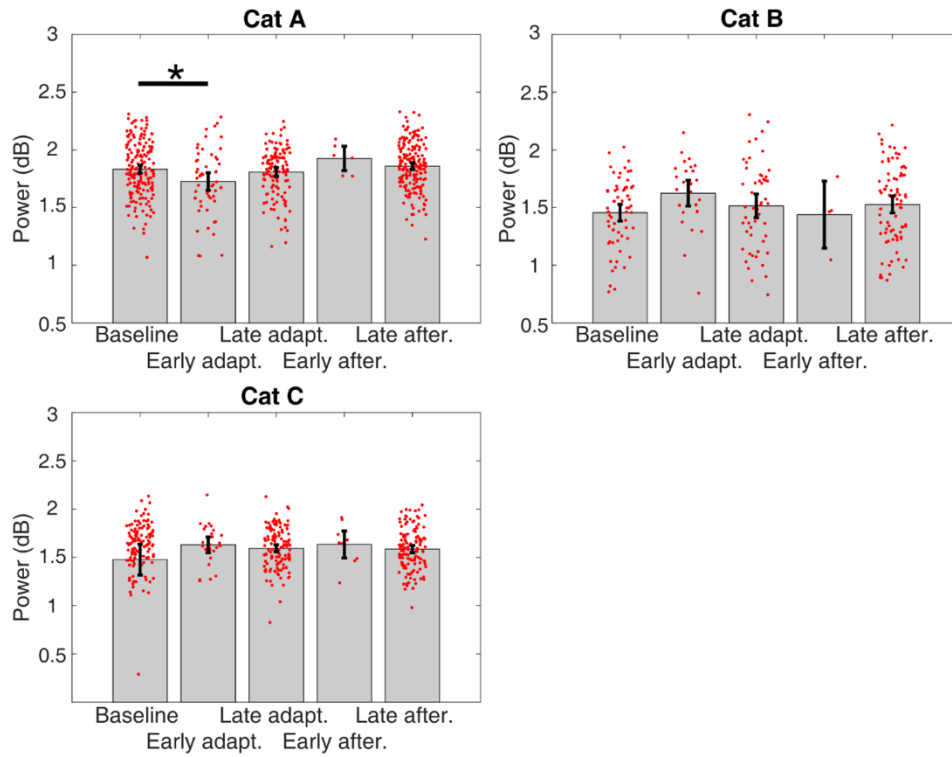 Cat A
3
2.5
2
1.5
1
0.5
Power (dB)
*
Baseline Late adapt. Late after.
Early adapt. Early after.
Cat B
3
2.5
2
1.5
1
0.5
Power (dB)
Baseline Late adapt. Late after.
Early adapt. Early after.
Cat C
3
2.5
2
1.5
1
0.5
Power (dB)
Baseline Late adapt. Late after.
Early adapt. Early after.